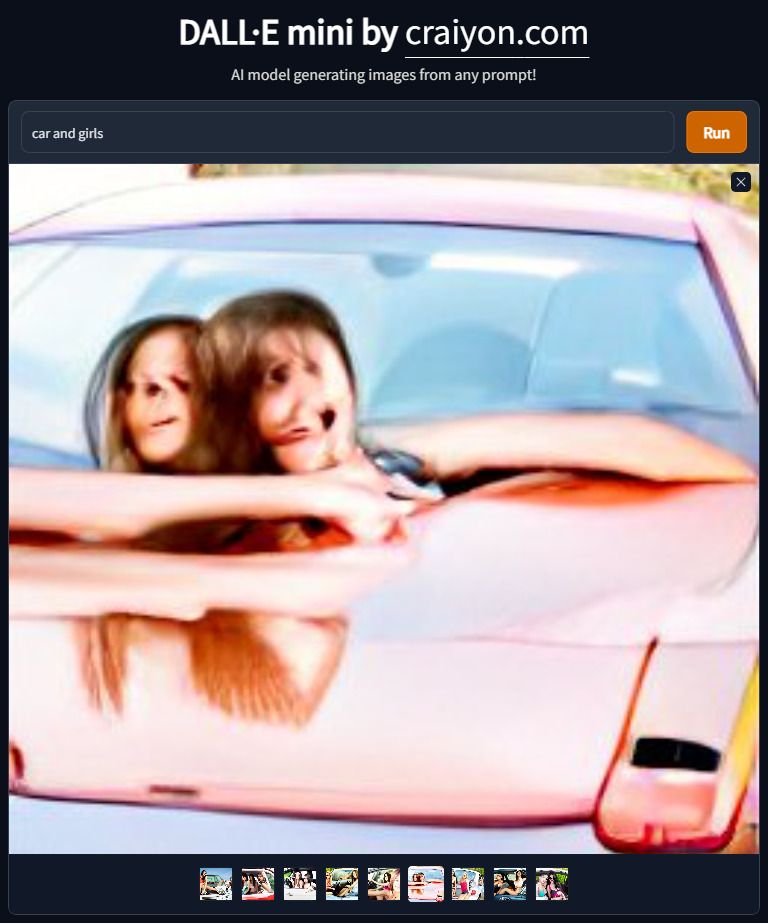 DALL·E mini by craiyon.com
AI model generating images from any prompt!
car and girls
Run